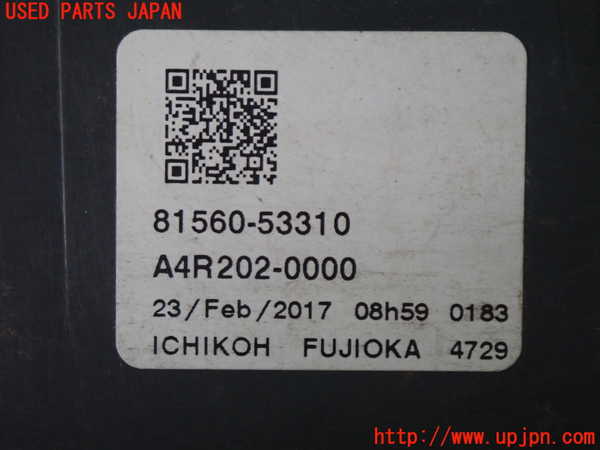 USED PARTS JAPAN
81560-53310
A4R202-0000
23/Feb/2017 08h59 0183
ICHIKOH FUJIOKA 4729
http://www.upjpn.com/